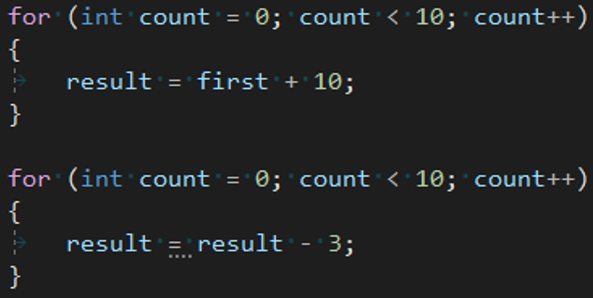 for (int count = 0; count < 10; count++)
{
    result = first + 10;
}
for (int count = 0; count < 10; count++)
{
    result = result - 3;
}